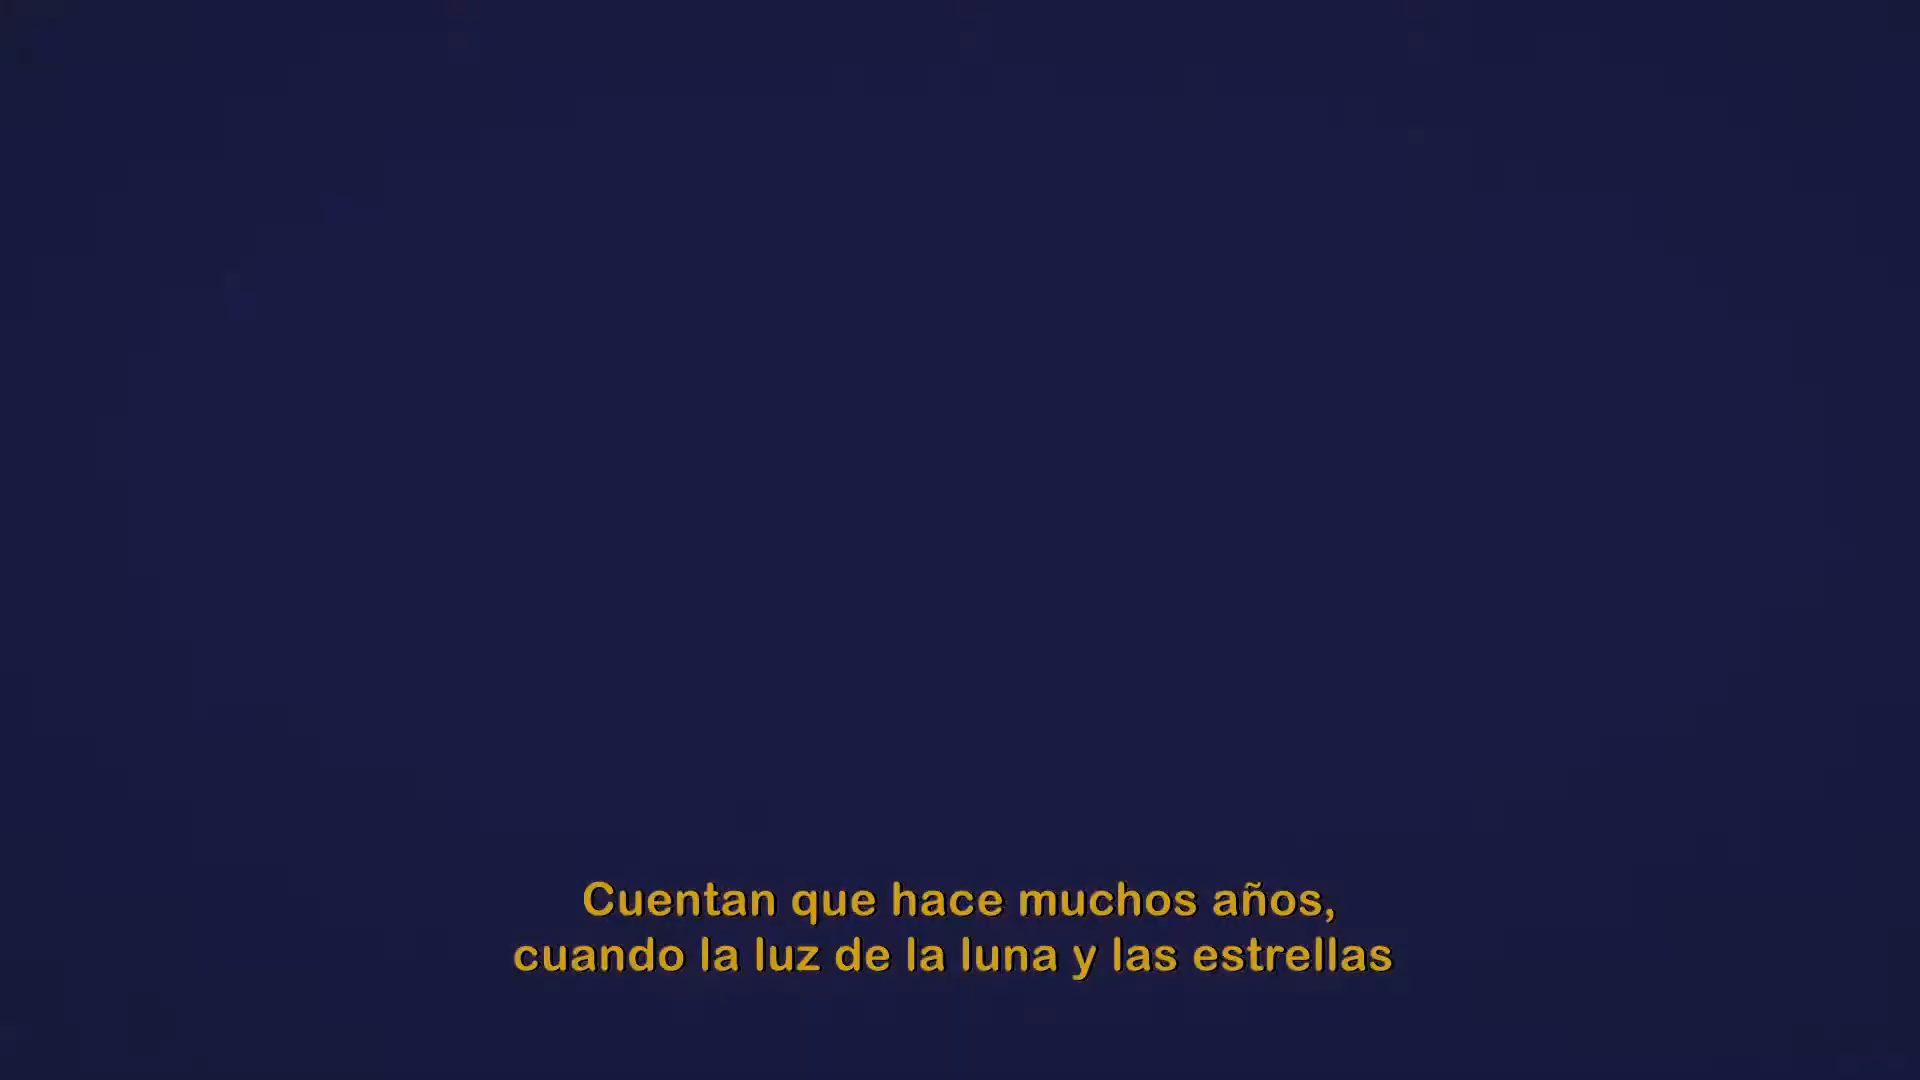 Cuentan que hace muchos años,
cuando la luz de la luna y las estrellas